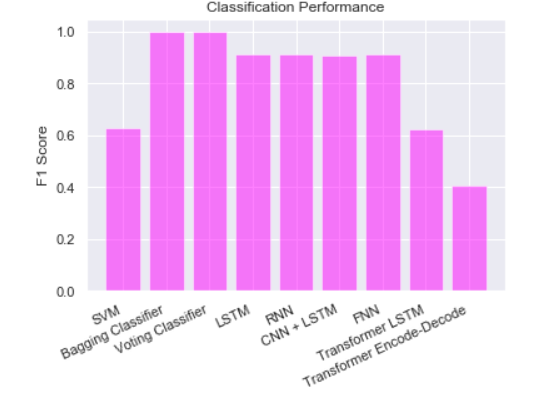 Classification Performance
F1 Score
1.0
0.8
0.6
0.4
0.2
0.0
SVM
Bagging Classifier
Voting Classifier
LSTM
RNN
CNN + LSTM
FNN
Transformer LSTM
Transformer Encode-Decode